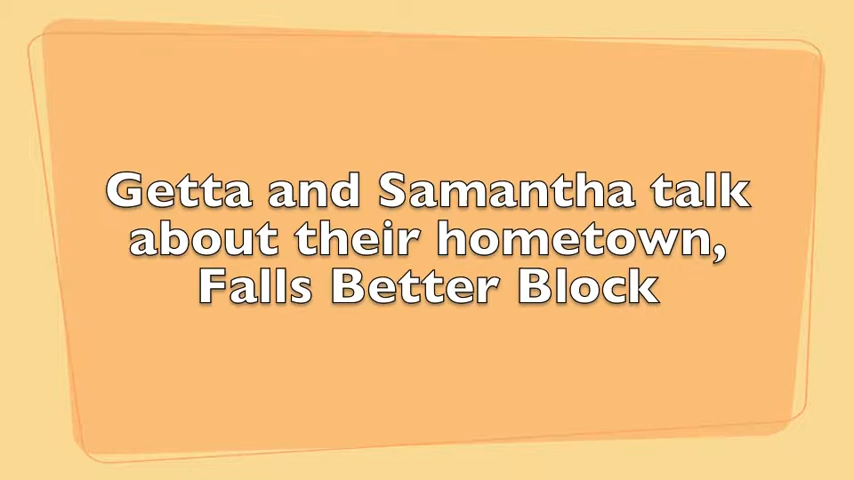 Getta and Samantha talk
about their hometown,
Falls Better Block